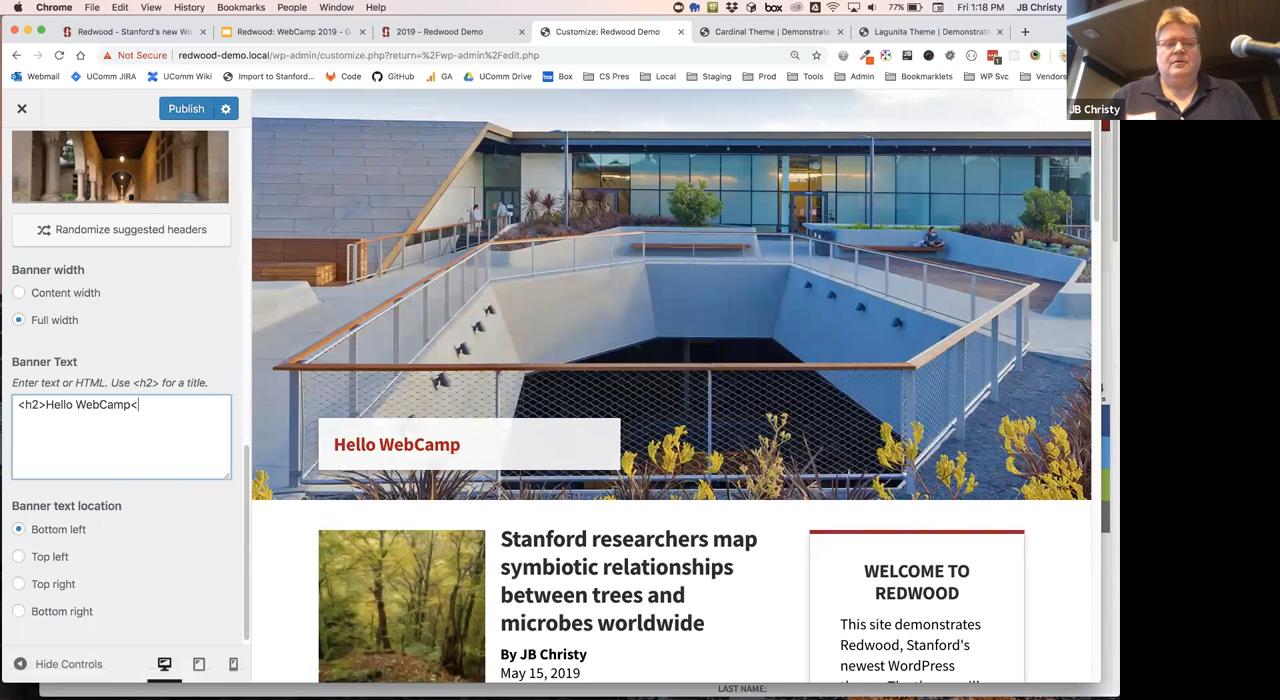 Chrome File Edit View History Bookmarks People Window Help
77% Fri 1:18 PM JB Christy
Redwood - Stanford's new Wo
Redwood: WebCamp 2019 - G
2019 - Redwood Demo
Customize: Redwood Demo
Cardinal Theme | Demonstrate
Lagunita Theme | Demonstrat
Not Secure redwood-demo.local/wp-admin/customize.php?return=%2Fwp-admin%2Fedit.php
Webmail UComm JIRA UComm Wiki Import to Stanford... Code GitHub GA UComm Drive Box CS Pres Local Staging Prod Tools Admin Bookmarklets WP Svc Vendors
JB Christy
Publish
Randomize suggested headers
Banner width
Content width
Full width
Banner Text
Enter text or HTML. Use <h2> for a title.
<h2>Hello WebCamp<
Banner text location
Bottom left
Top left
Top right
Bottom right
Hide Controls
Hello WebCamp
Stanford researchers map
symbiotic relationships
between trees and
microbes worldwide
By JB Christy
May 15, 2019
WELCOME TO
REDWOOD
This site demonstrates
Redwood, Stanford's
newest WordPress
LAST NAME: